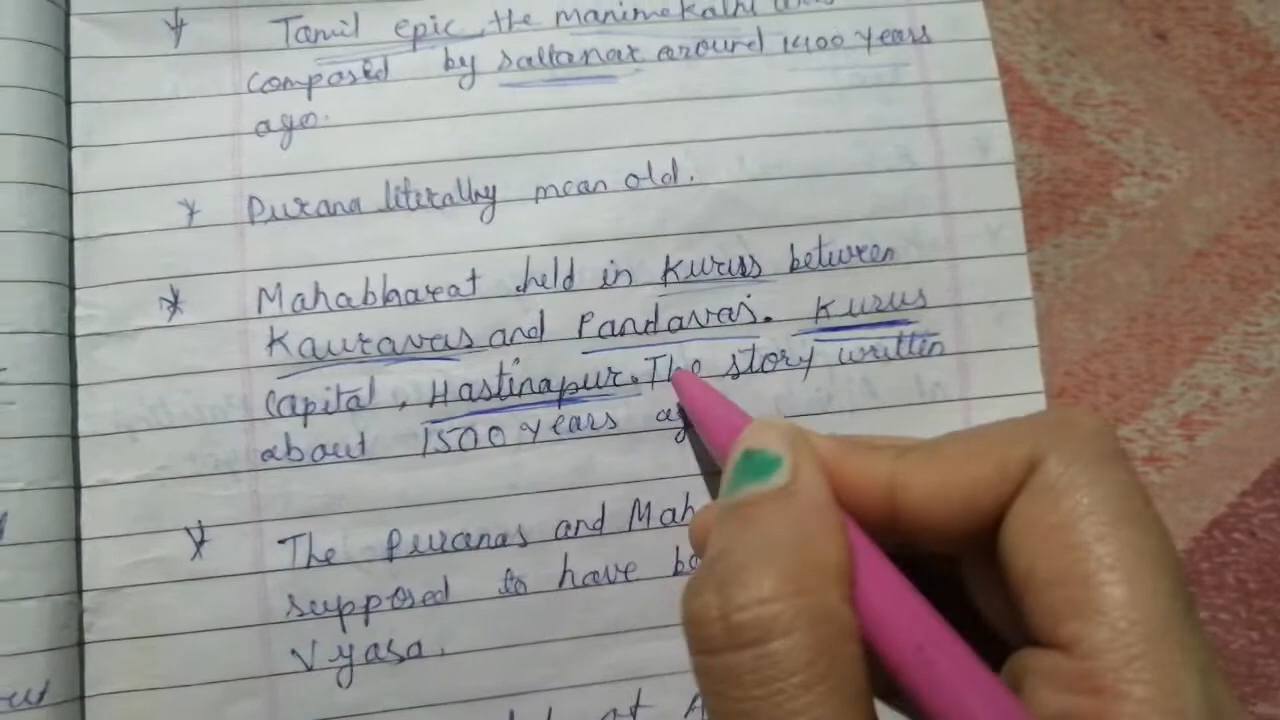 Tamil epic, the manimekalai
composed by sattanar around 1400 years
ago.
Purana literally mean old.
Mahabharat held in Kurus between
Kauravas and Pandavas. Kurus
capital, Hastinapur. The story written
about 1500 years
The Puranas and Mah
supposed to have
Vyasa.
at